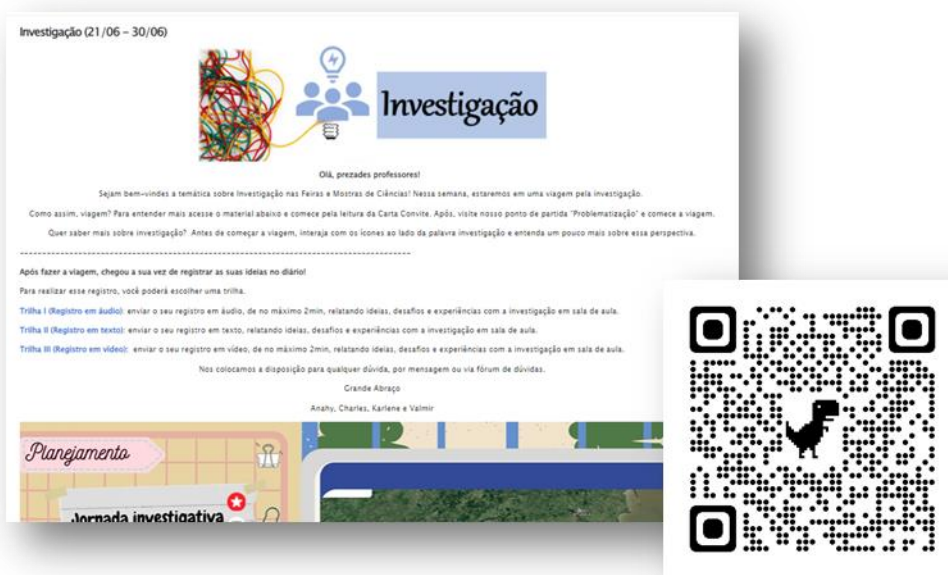 Investigação (21/06 – 30/06)
Investigação
Olá, prezades professores!
Sejam bem-vindes a temática sobre Investigação nas Feiras e Mostras de Ciências! Nessa semana, estaremos em uma viagem pela investigação.
Como assim, viagem? Para entender mais acesse o material abaixo e comece pela leitura da Carta Convite. Após, visite nosso ponto de partida "Problematização" e comece a viagem.
Quer saber mais sobre investigação? Antes de começar a viagem, interaja com os ícones ao lado da palavra investigação e entenda um pouco mais sobre essa perspectiva.
Após fazer a viagem, chegou a sua vez de registrar as suas ideias no diário!
Para realizar esse registro, você poderá escolher uma trilha.
Trilha I (Registro em áudio): enviar o seu registro em áudio, de no máximo 2min, relatando ideias, desafios e experiências com a investigação em sala de aula.
Trilha II (Registro em texto): enviar o seu registro em texto, relatando ideias, desafios e experiências com a investigação em sala de aula.
Trilha III (Registro em vídeo): enviar o seu registro em vídeo, de no máximo 2min, relatando ideias, desafios e experiências com a investigação em sala de aula.
Nos colocamos a disposição para qualquer dúvida, por mensagem ou via fórum de dúvidas.
Grande Abraço
Anahy, Charles, Karlene e Valmir
Planejamento
Jornada investigativa